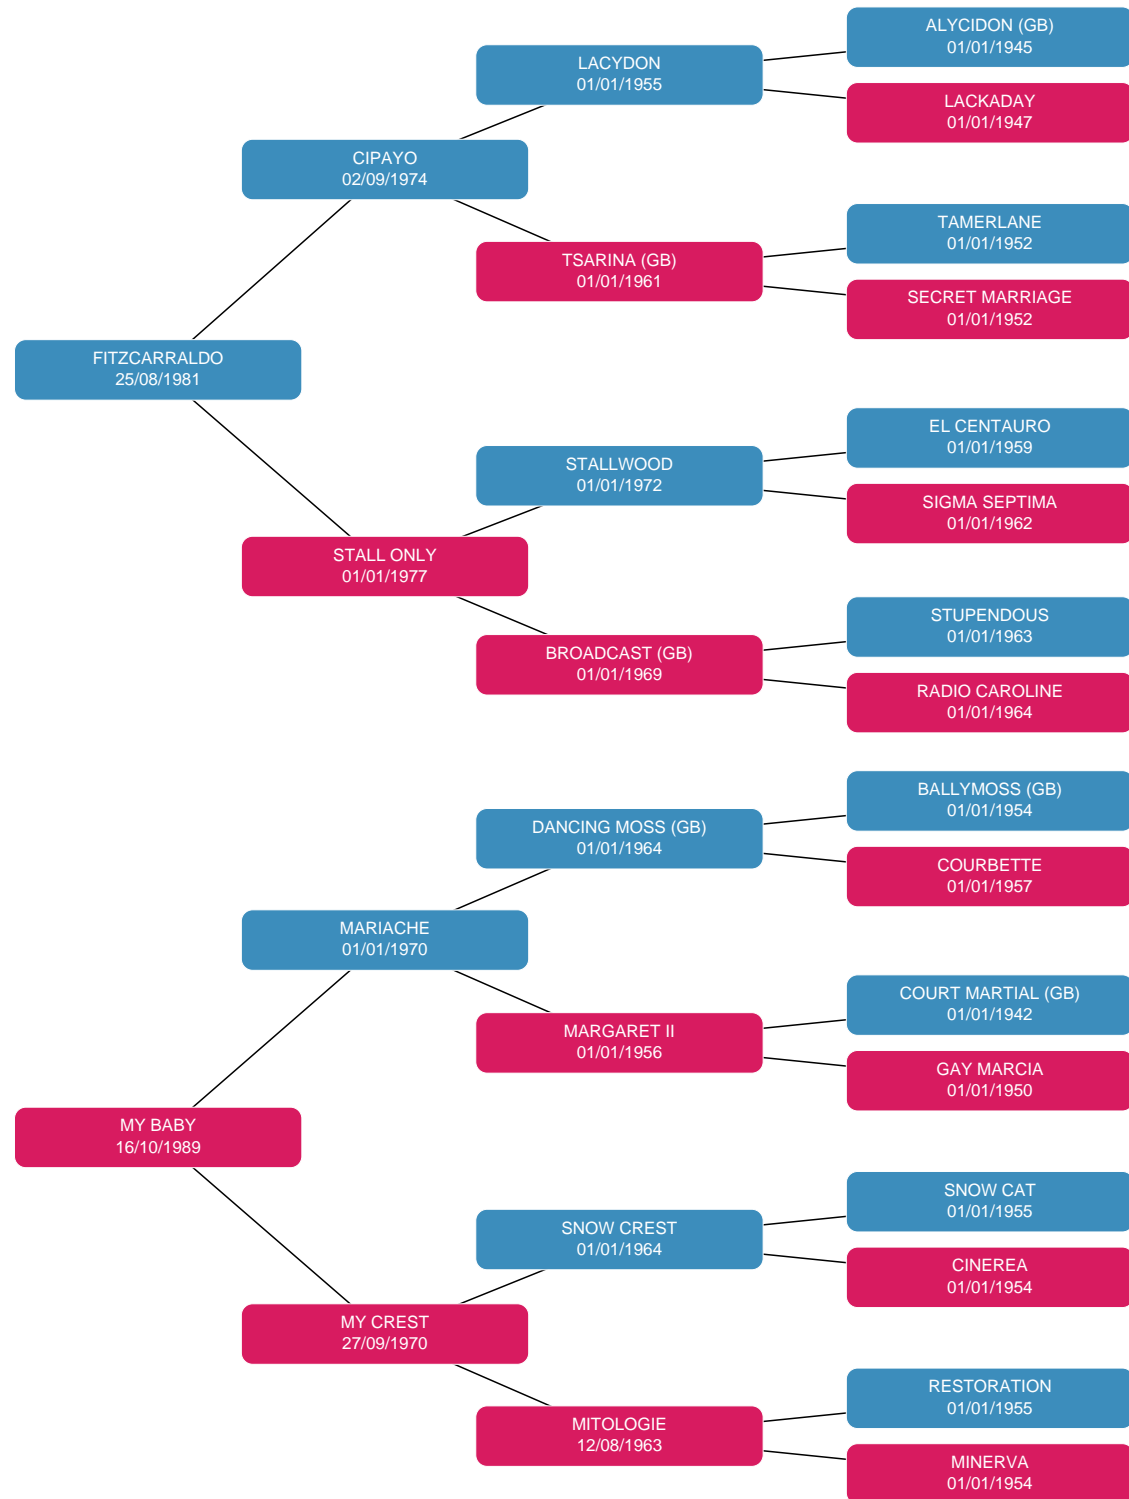 ALYCIDON (GB)
01/01/1945
LACYDON
01/01/1955
LACKADAY
01/01/1947
CIPAYO
02/09/1974
TAMERLANE
01/01/1952
TSARINA (GB)
01/01/1961
SECRET MARRIAGE
01/01/1952
FITZCARRALDO
25/08/1981
EL CENTAURO
01/01/1959
STALLWOOD
01/01/1972
SIGMA SEPTIMA
01/01/1962
STALL ONLY
01/01/1977
STUPENDOUS
01/01/1963
BROADCAST (GB)
01/01/1969
RADIO CAROLINE
01/01/1964
BALLYMOSS (GB)
01/01/1954
DANCING MOSS (GB)
01/01/1964
COURBETTE
01/01/1957
MARIACHE
01/01/1970
COURT MARTIAL (GB)
01/01/1942
MARGARET II
01/01/1956
GAY MARCIA
01/01/1950
MY BABY
16/10/1989
SNOW CAT
01/01/1955
SNOW CREST
01/01/1964
CINEREA
01/01/1954
MY CREST
27/09/1970
RESTORATION
01/01/1955
MITOLOGIE
12/08/1963
MINERVA
01/01/1954